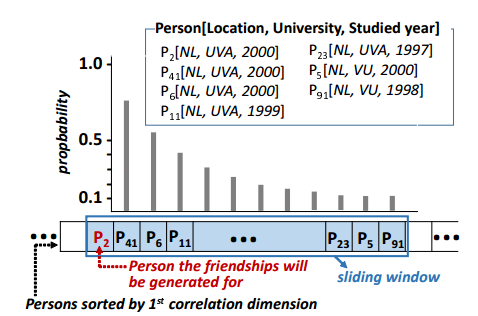 Person[Location, University, Studied year]
P2[NL, UVA, 2000]
P23[NL, UVA, 1997]
P41[NL, UVA, 2000]
P5[NL, VU, 2000]
P6[NL, UVA, 2000]
P91[NL, VU, 1998]
P11[NL, UVA, 1999]
propbability
1.0
0.5
0.1
••• P2 P41 P6 P11 ••• P23 P5 P91 •••
Person the friendships will
be generated for
sliding window
Persons sorted by 1st correlation dimension